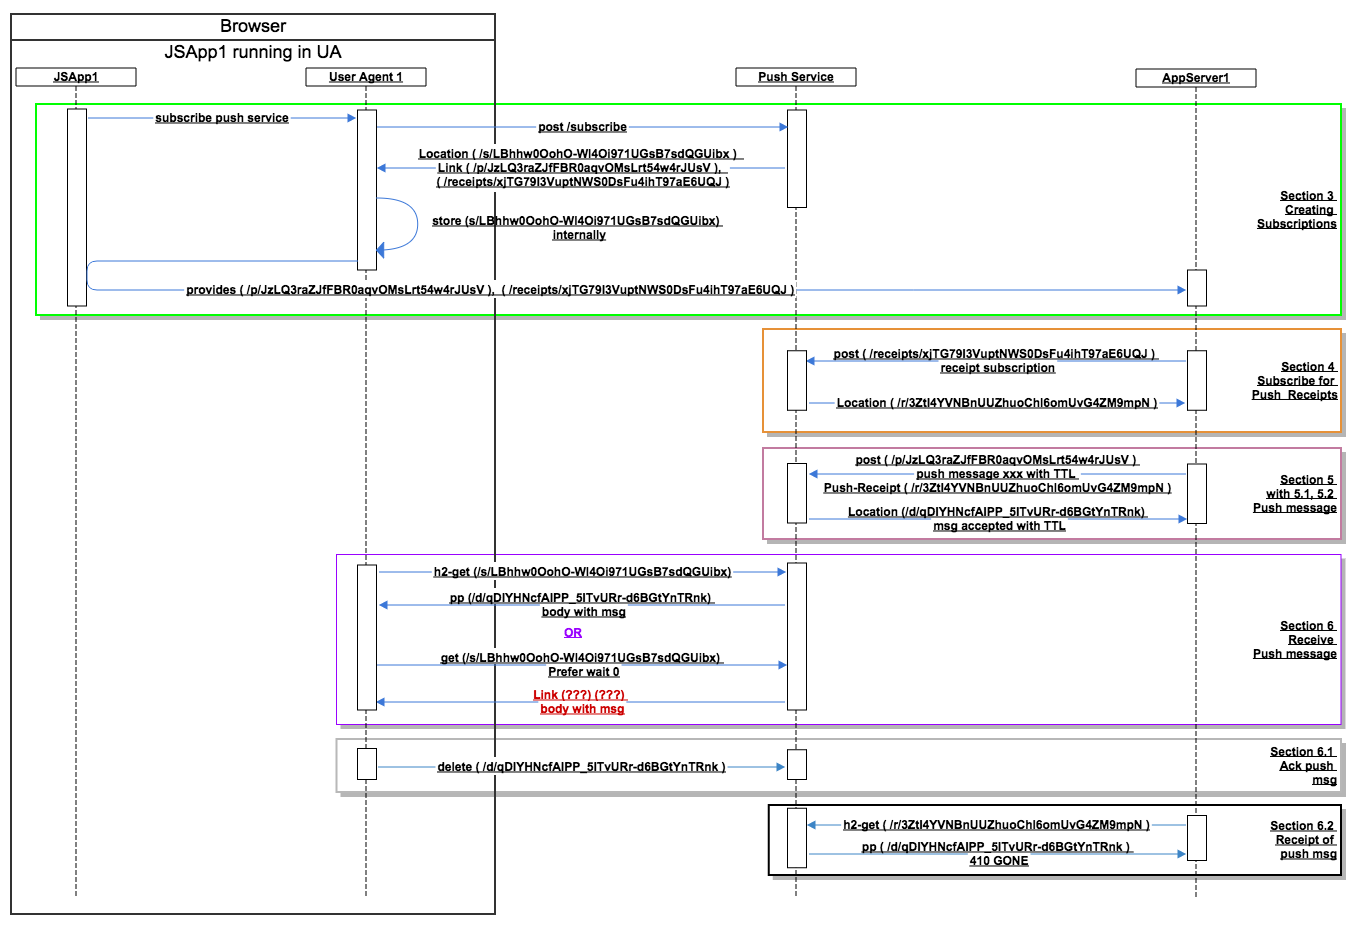 Browser
JSApp1 running in UA
JSApp1
User Agent 1
Push Service
AppServer1
subscribe push service
post /subscribe
Location ( /s/LBhhw0OohO-Wl4Oi971UGsB7sdQGUibx )
Link ( /p/JzLQ3raZJfFBR0aqvOMsLrt54w4rJUsV ),
( /receipts/xjTG79I3VuptNWS0DsFu4ihT97aE6UQJ )
store (s/LBhhw0OohO-Wl4Oi971UGsB7sdQGUibx)
internally
provides ( /p/JzLQ3raZJfFBR0aqvOMsLrt54w4rJUsV ),  ( /receipts/xjTG79I3VuptNWS0DsFu4ihT97aE6UQJ )
Section 3
Creating
Subscriptions
post ( /receipts/xjTG79I3VuptNWS0DsFu4ihT97aE6UQJ )
receipt subscription
Location ( /r/3ZtI4YVNBnUUZhuoChl6omUvG4ZM9mpN )
Section 4
Subscribe for
Push  Receipts
post ( /p/JzLQ3raZJfFBR0aqvOMsLrt54w4rJUsV )
push message xxx with TTL
Push-Receipt ( /r/3ZtI4YVNBnUUZhuoChl6omUvG4ZM9mpN )
Location (/d/qDIYHNcfAIPP_5ITvURr-d6BGtYnTRnk)
msg accepted with TTL
Section 5
with 5.1, 5.2
Push message
h2-get (/s/LBhhw0OohO-Wl4Oi971UGsB7sdQGUibx)
pp (/d/qDIYHNcfAIPP_5ITvURr-d6BGtYnTRnk)
body with msg
OR
get (/s/LBhhw0OohO-Wl4Oi971UGsB7sdQGUibx)
Prefer wait 0
Link (???) (???)
body with msg
Section 6
Receive
Push message
delete ( /d/qDIYHNcfAIPP_5ITvURr-d6BGtYnTRnk )
Section 6.1
Ack push
msg
h2-get ( /r/3ZtI4YVNBnUUZhuoChl6omUvG4ZM9mpN )
pp ( /d/qDIYHNcfAIPP_5ITvURr-d6BGtYnTRnk )
410 GONE
Section 6.2
Receipt of
push msg